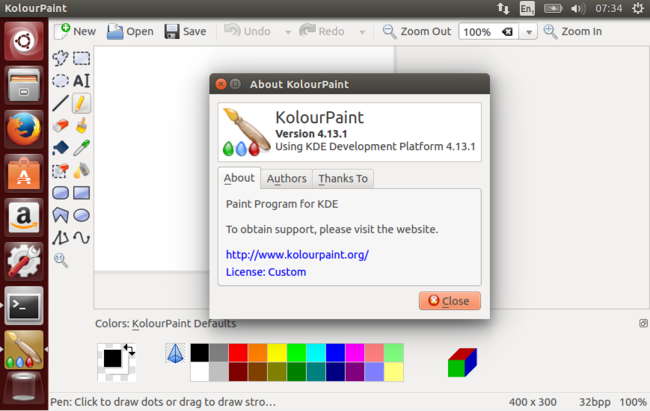 KolourPaint
En
07:34
New
Open
Save
Undo
Redo
Zoom Out
100%
Zoom In
About KolourPaint
KolourPaint
Version 4.13.1
Using KDE Development Platform 4.13.1
About
Authors
Thanks To
Paint Program for KDE
To obtain support, please visit the website.
http://www.kolourpaint.org/
License: Custom
Close
Colors: KolourPaint Defaults
Pen: Click to draw dots or drag to draw stro…
400 x 300
32bpp
100%